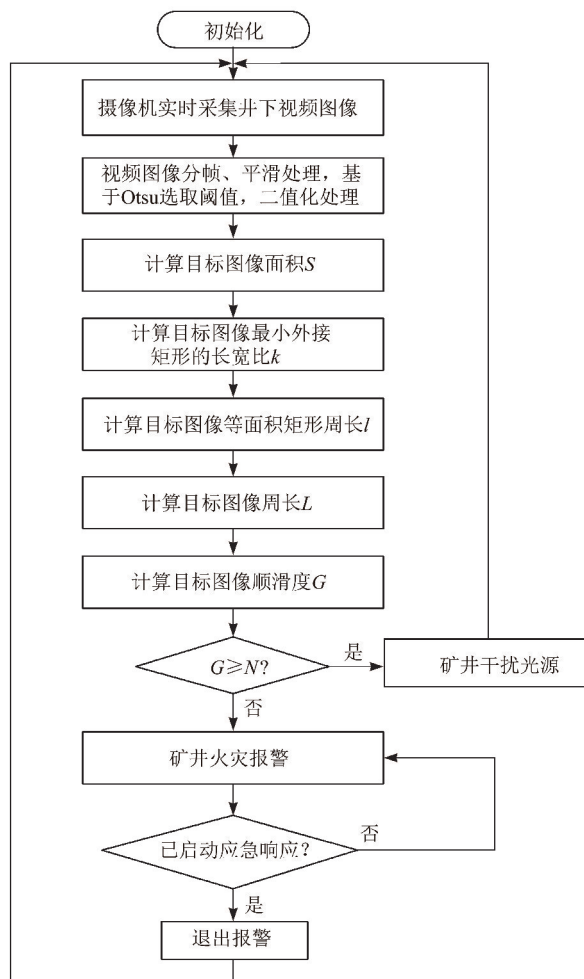 初始化
摄像机实时采集井下视频图像
视频图像分帧、平滑处理，基
于Otsu选取阈值，二值化处理
计算目标图像面积S
计算目标图像最小外接
矩形的长宽比k
计算目标图像等面积矩形周长l
计算目标图像周长L
计算目标图像顺滑度G
G≥N?
是
矿井干扰光源
否
矿井火灾报警
已启动应急响应？
否
是
退出报警